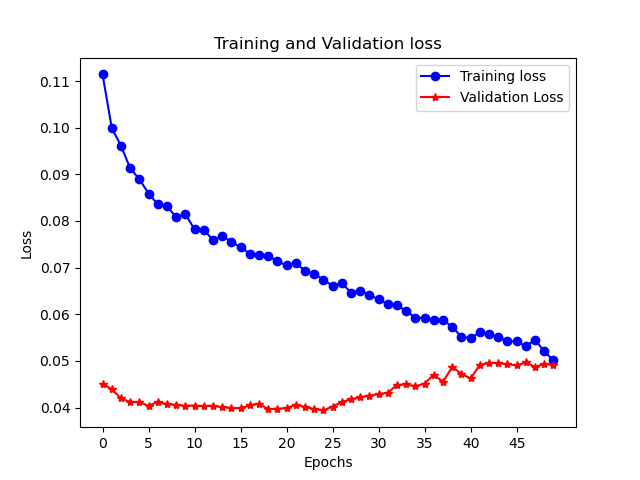 Training and Validation loss
Training loss
Validation Loss
0.11
0.10
0.09
0.08
0.07
0.06
0.05
0.04
Loss
0 5 10 15 20 25 30 35 40 45
Epochs